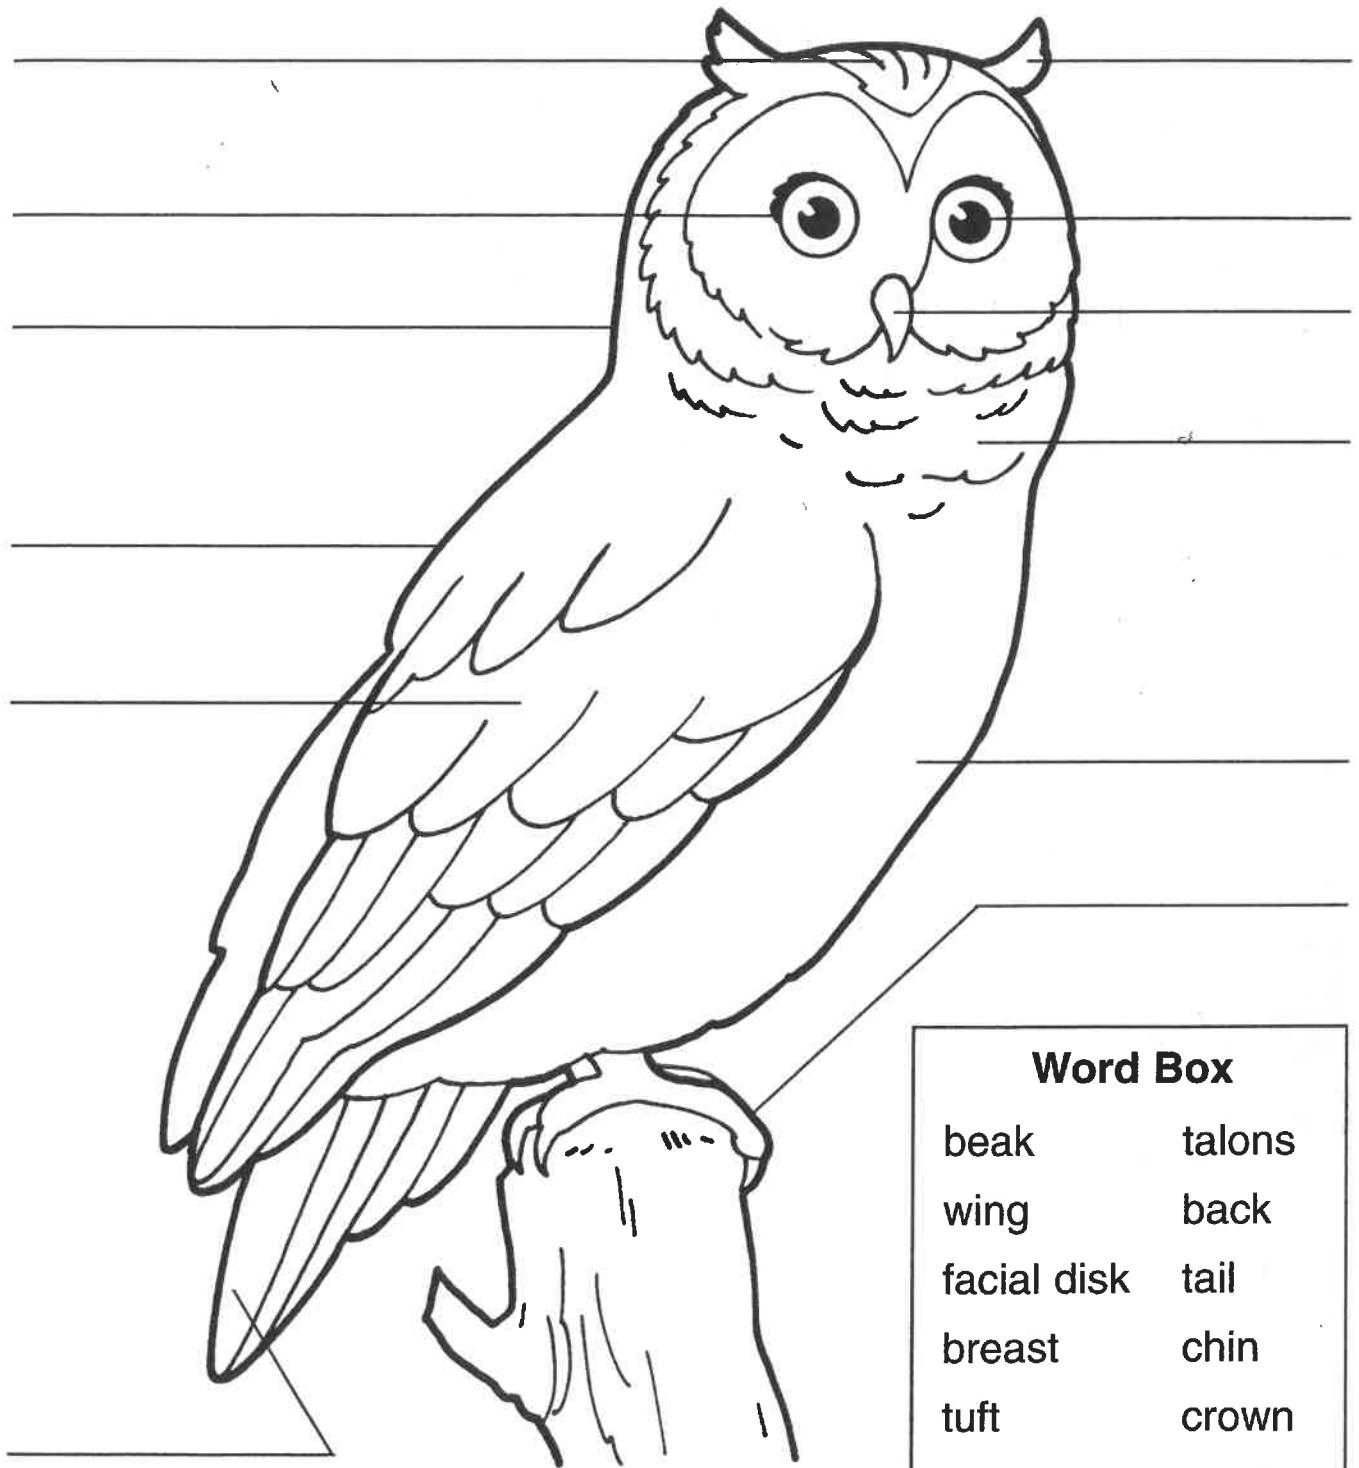 Word Box
beak talons
wing back
facial disk tail
breast chin
tuft crown